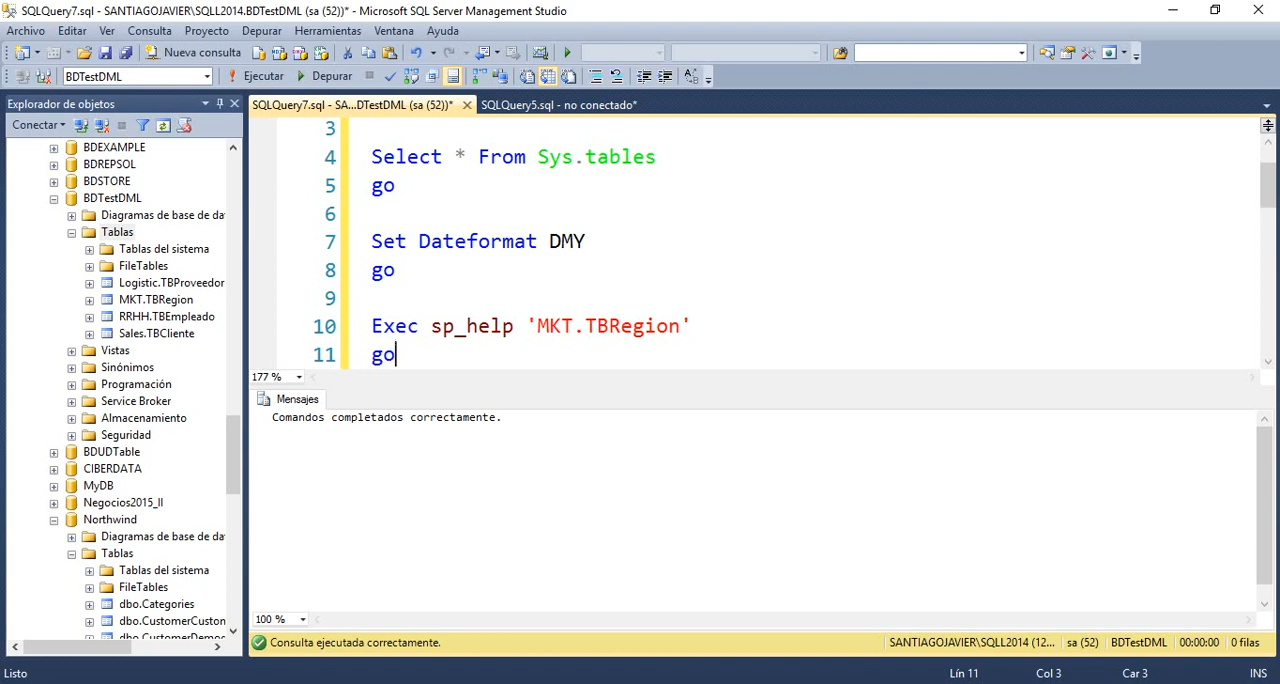 SQLQuery7.sql - SANTIAGOJAVIER\SQLL2014.BDTestDML (sa (52))* - Microsoft SQL Server Management Studio
Archivo Editar Ver Consulta Proyecto Depurar Herramientas Ventana Ayuda
Nueva consulta
BDTestDML Ejecutar Depurar
Explorador de objetos
SQLQuery7.sql - SA...DTestDML (sa (52))* SQLQuery5.sql - no conectado*
Conectar
BDEXAMPLE
BDREPSOL
BDSTORE
BDTestDML
Diagramas de base de da
Tablas
Tablas del sistema
FileTables
Logistic.TBProveedor
MKT.TBRegion
RRHH.TBEmpleado
Sales.TBCliente
Vistas
Sinónimos
Programación
Service Broker
Almacenamiento
Seguridad
BDUDTable
CIBERDATA
MyDB
Negocios2015_II
Northwind
Diagramas de base de da
Tablas
Tablas del sistema
FileTables
dbo.Categories
dbo.CustomerCustom
dbo.CustomerDemo
3
4 Select * From Sys.tables
5 go
6
7 Set Dateformat DMY
8 go
9
10 Exec sp_help 'MKT.TBRegion'
11 go
177 %
Mensajes
Comandos completados correctamente.
100 %
Consulta ejecutada correctamente. SANTIAGOJAVIER\SQLL2014 (12... sa (52) BDTestDML 00:00:00 0 filas
Listo Lín 11 Col 3 Car 3 INS